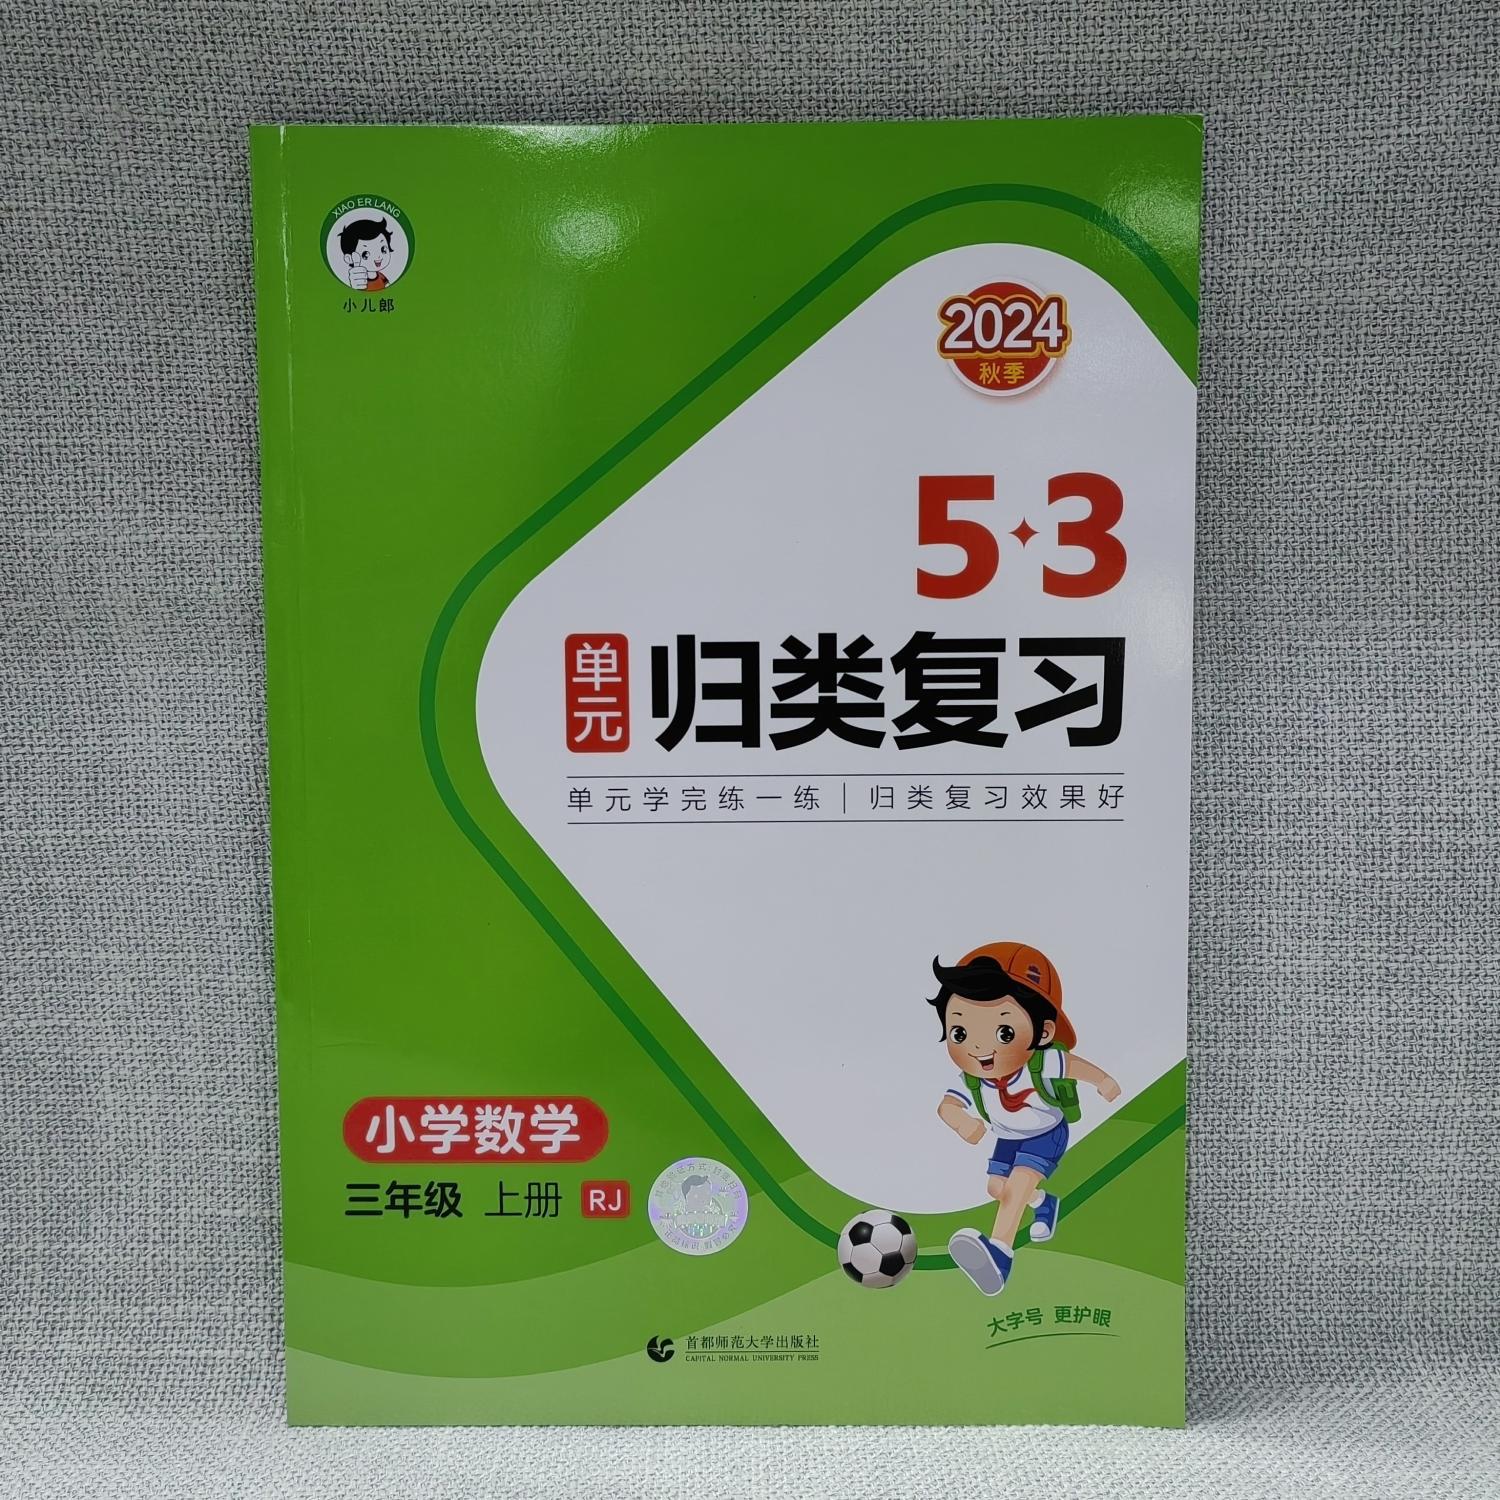 XIAO ER LANG
小儿郎
2024
秋季
5·3
单元
归类复习
单元学完练一练 | 归类复习效果好
小学数学
三年级 上册 RJ
首都师范大学出版社
CAPITAL NORMAL UNIVERSITY PRESS
大字号 更护眼